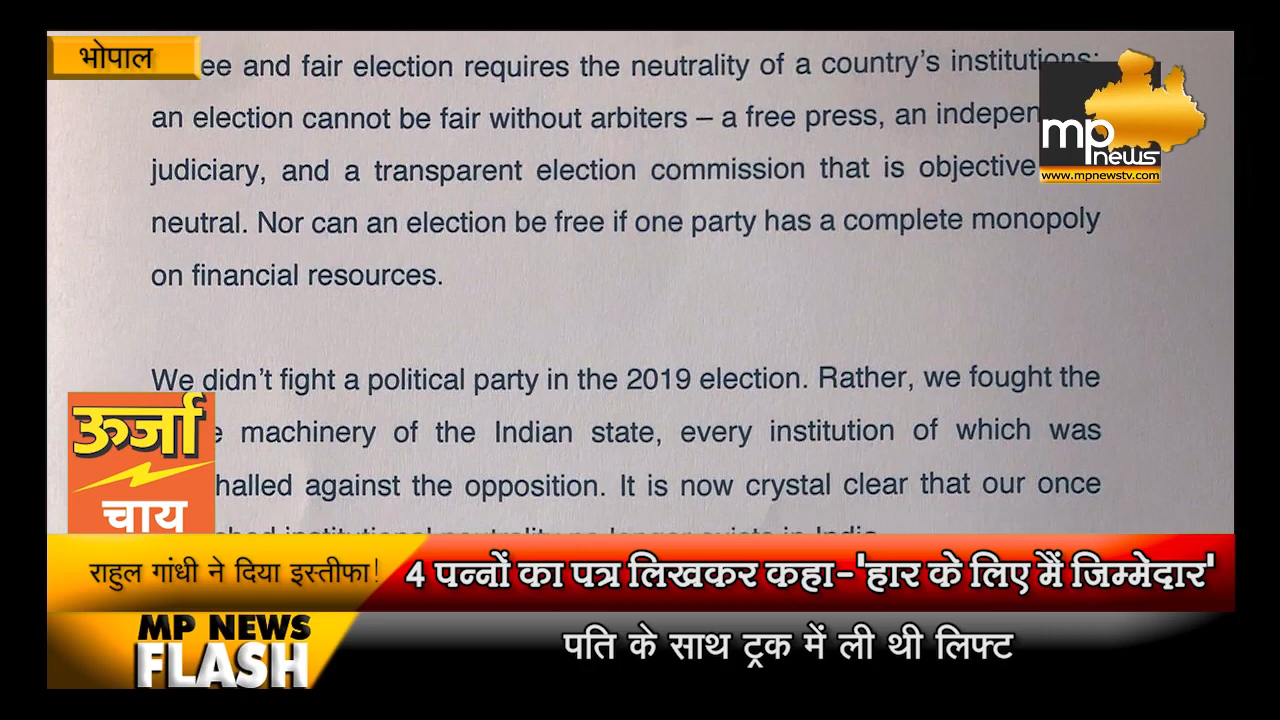 भोपाल
ee and fair election requires the neutrality of a country's institutions;
an election cannot be fair without arbiters – a free press, an indepen
judiciary, and a transparent election commission that is objective
neutral. Nor can an election be free if one party has a complete monopoly
on financial resources.
mp
news
www.mpnewstv.com
We didn't fight a political party in the 2019 election. Rather, we fought the
machinery of the Indian state, every institution of which was
halled against the opposition. It is now crystal clear that our once
ऊर्जा
चाय
राहुल गांधी ने दिया इस्तीफा!
4 पन्नों का पत्र लिखकर कहा-'हार के लिए मैं जिम्मेदार'
MP NEWS
FLASH
पति के साथ ट्रक में ली थी लिफ्ट